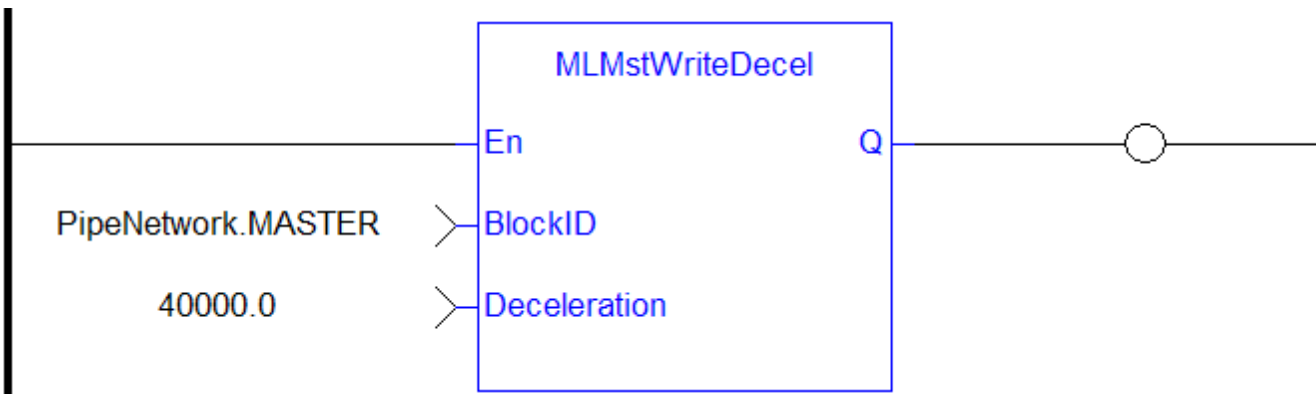 MLMstWriteDecel
En Q
PipeNetwork.MASTER BlockID
40000.0 Deceleration